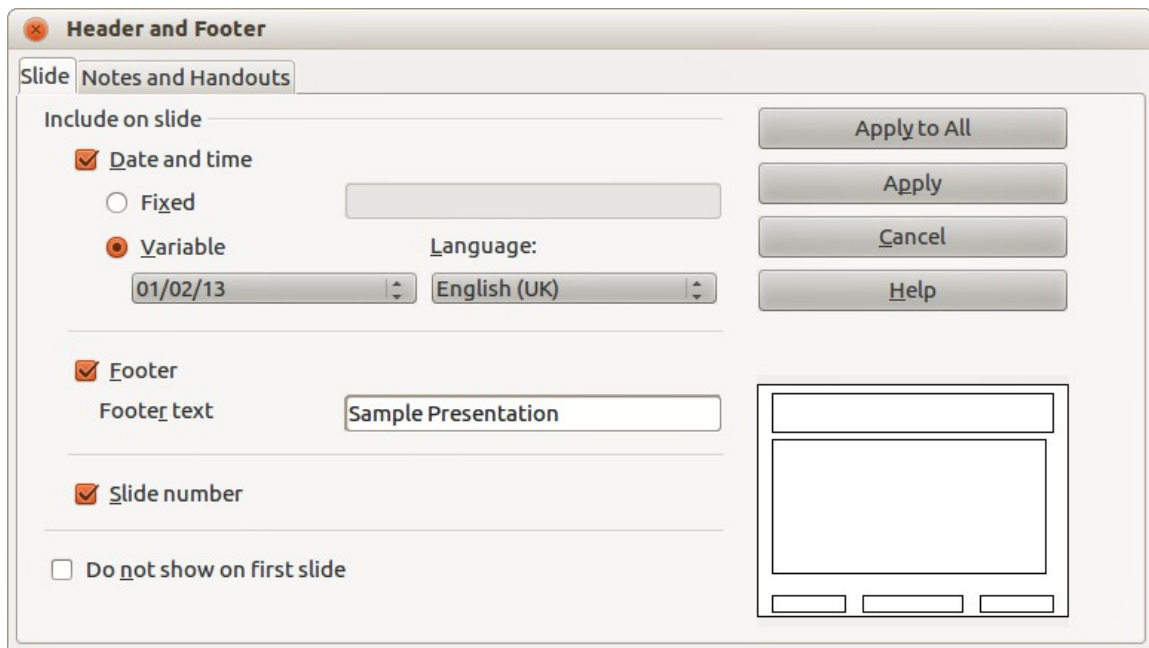 Header and Footer
Slide Notes and Handouts
Include on slide
Date and time
Fixed
Variable
Language:
01/02/13
English (UK)
Footer
Footer text
Sample Presentation
Slide number
Do not show on first slide
Apply to All
Apply
Cancel
Help